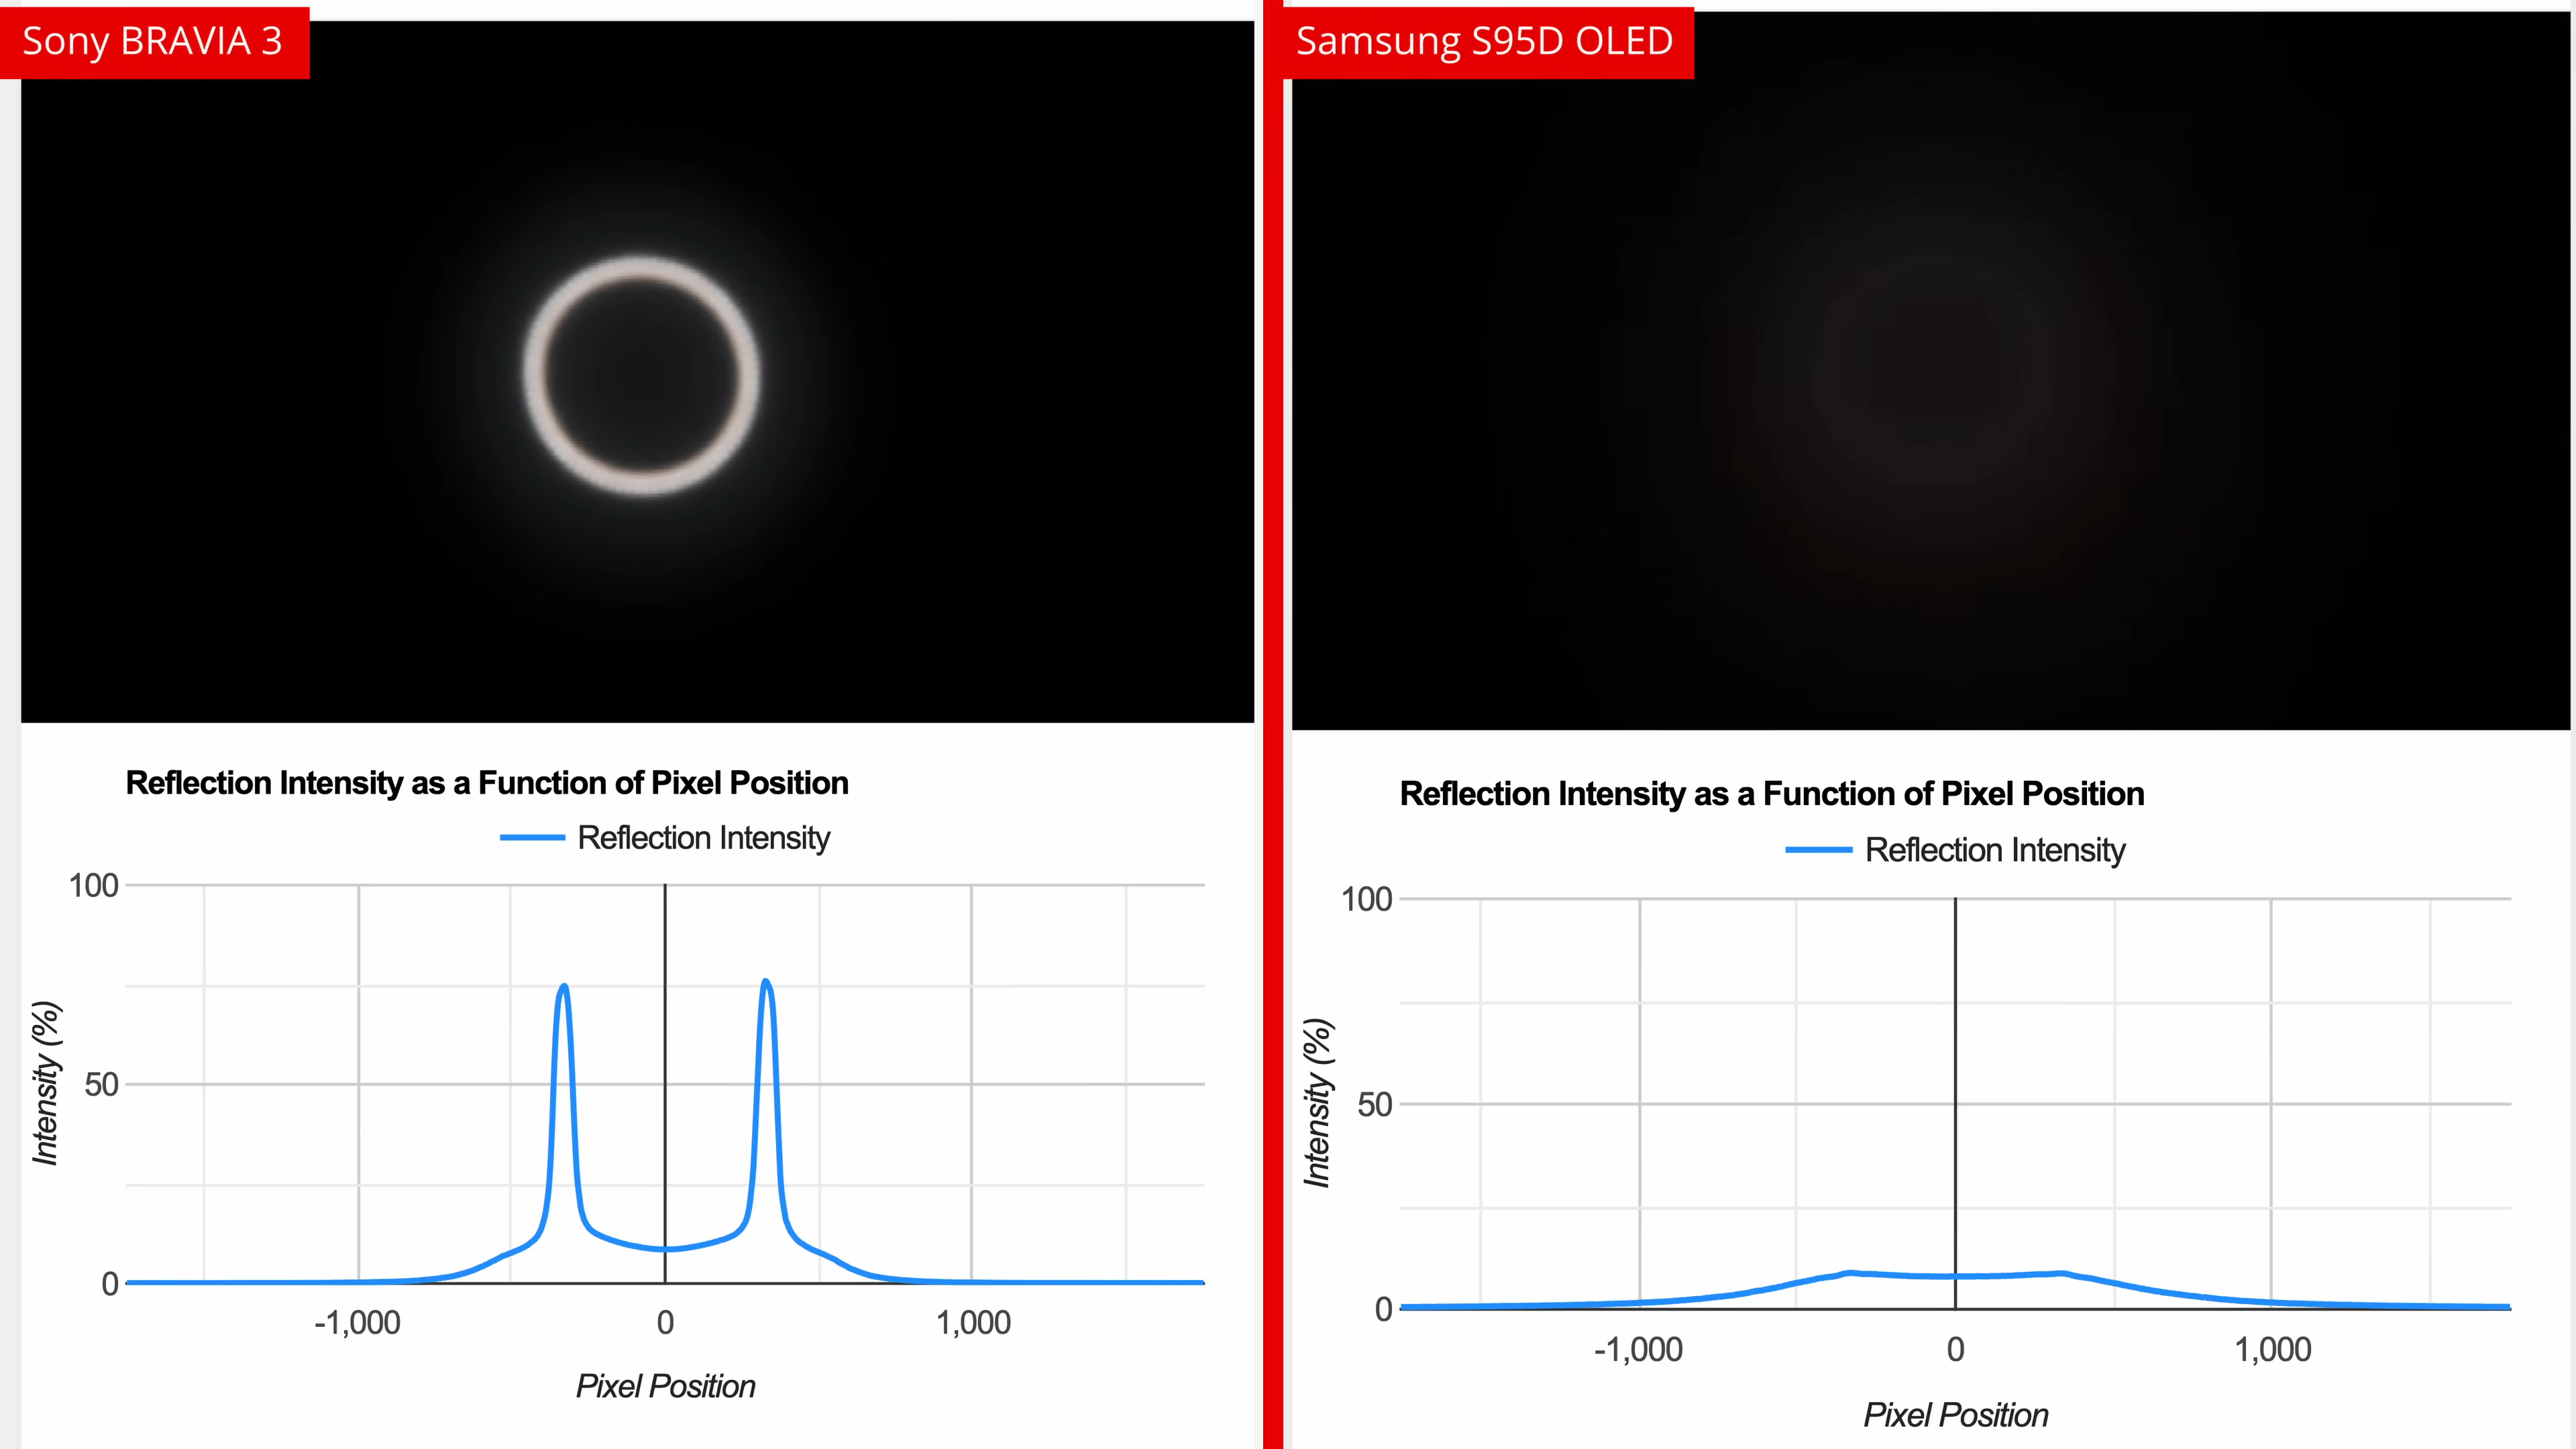 Sony BRAVIA 3
Reflection Intensity as a Function of Pixel Position
Reflection Intensity
100
50
0
Intensity (%)
-1,000
0
1,000
Pixel Position
Samsung S95D OLED
Reflection Intensity as a Function of Pixel Position
Reflection Intensity
100
50
0
Intensity (%)
-1,000
0
1,000
Pixel Position